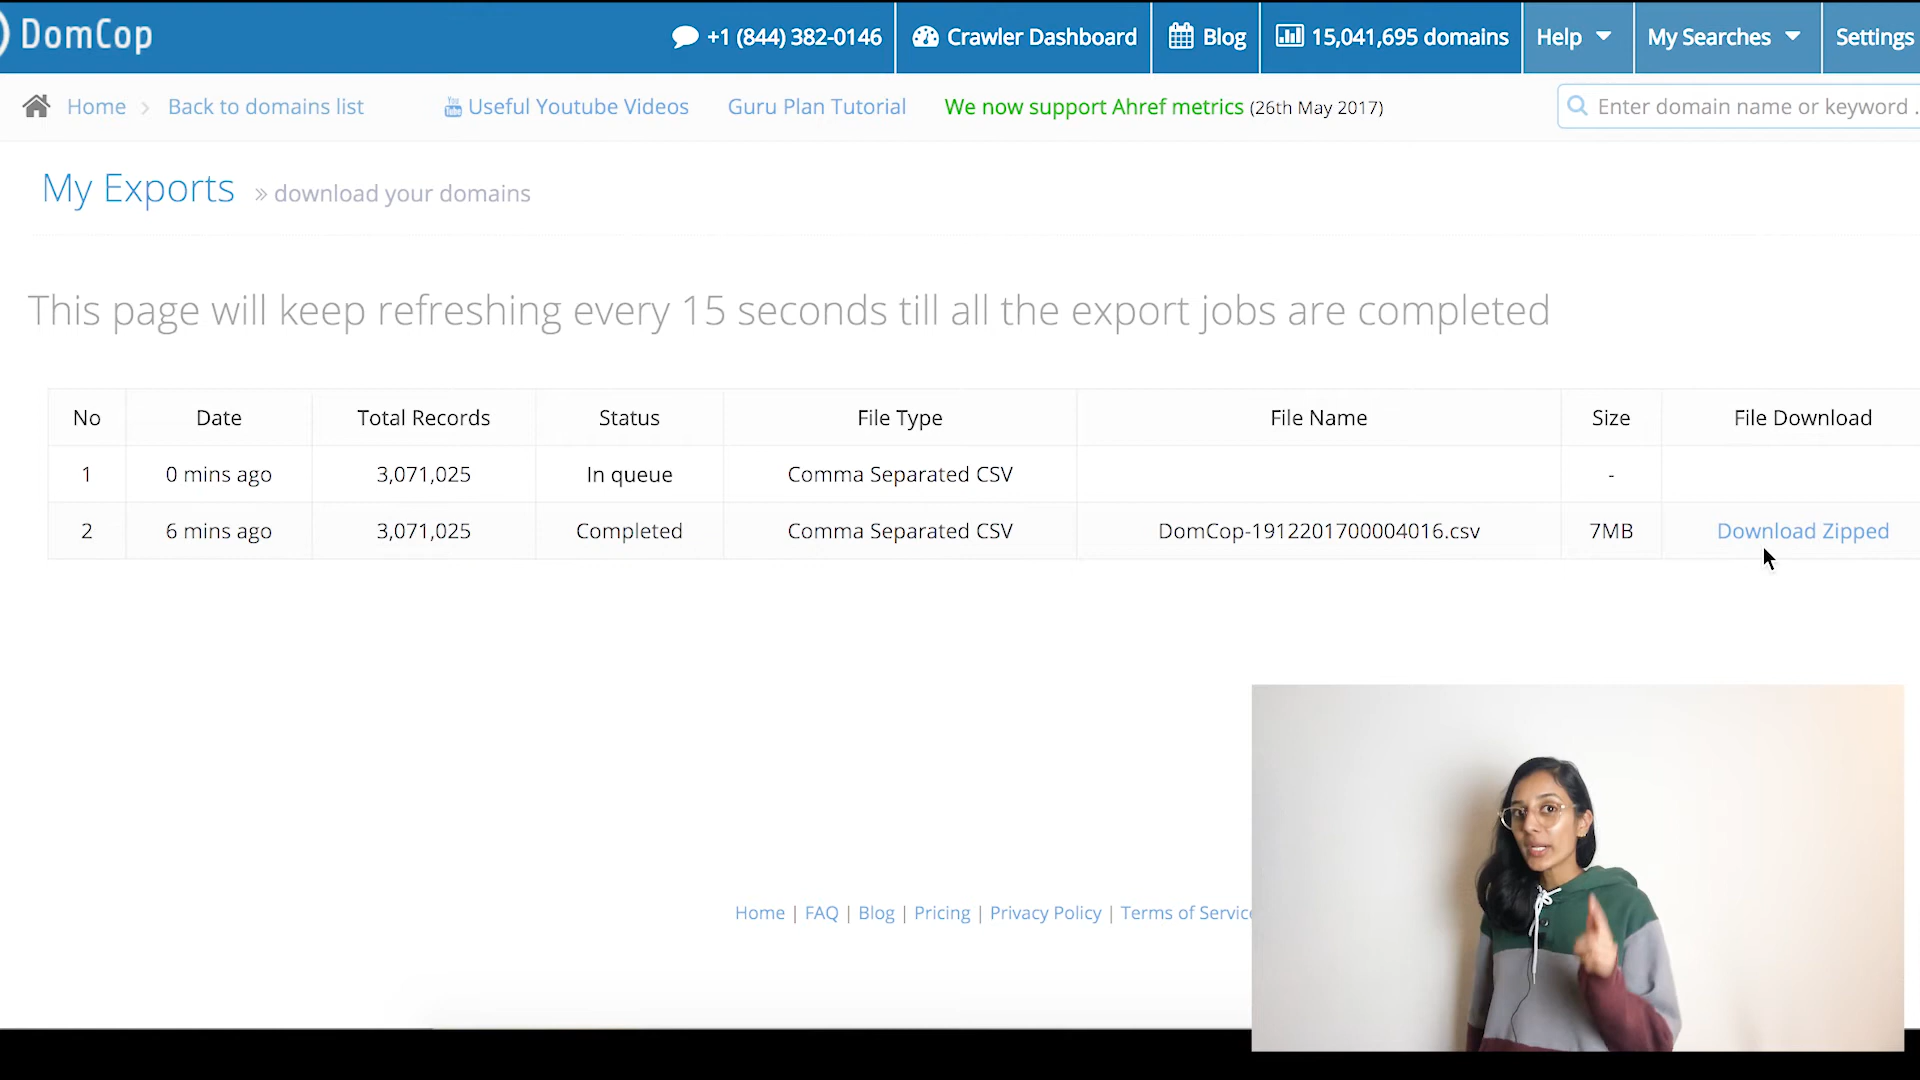 DomCop
+1 (844) 382-0146
Crawler Dashboard
Blog
15,041,695 domains
Help
My Searches
Settings
Home
Back to domains list
Useful Youtube Videos
Guru Plan Tutorial
We now support Ahref metrics (26th May 2017)
Enter domain name or keyword .
My Exports » download your domains
This page will keep refreshing every 15 seconds till all the export jobs are completed
No Date Total Records Status File Type File Name Size File Download
1 0 mins ago 3,071,025 In queue Comma Separated CSV -
2 6 mins ago 3,071,025 Completed Comma Separated CSV DomCop-1912201700004016.csv 7MB Download Zipped
Home | FAQ | Blog | Pricing | Privacy Policy | Terms of Service